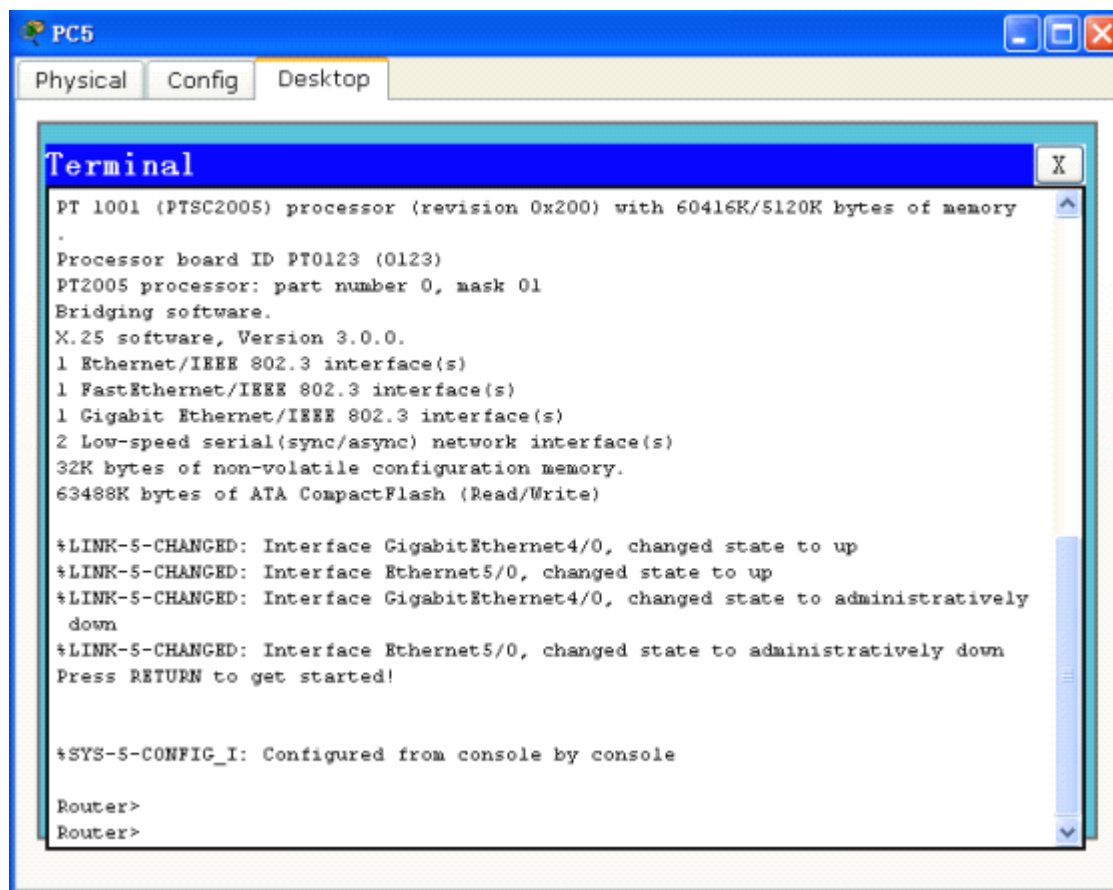 PC5
Physical Config Desktop
Terminal X
PT 1001 (PTSC2005) processor (revision 0x200) with 60416K/5120K bytes of memory
.
Processor board ID PT0123 (0123)
PT2005 processor: part number 0, mask 01
Bridging software.
X.25 software, Version 3.0.0.
1 Ethernet/IEEE 802.3 interface(s)
1 FastEthernet/IEEE 802.3 interface(s)
1 Gigabit Ethernet/IEEE 802.3 interface(s)
2 Low-speed serial(sync/async) network interface(s)
32K bytes of non-volatile configuration memory.
63488K bytes of ATA CompactFlash (Read/Write)
%LINK-5-CHANGED: Interface GigabitEthernet4/0, changed state to up
%LINK-5-CHANGED: Interface Ethernet5/0, changed state to up
%LINK-5-CHANGED: Interface GigabitEthernet4/0, changed state to administratively
down
%LINK-5-CHANGED: Interface Ethernet5/0, changed state to administratively down
Press RETURN to get started!
%SYS-5-CONFIG_I: Configured from console by console
Router>
Router>